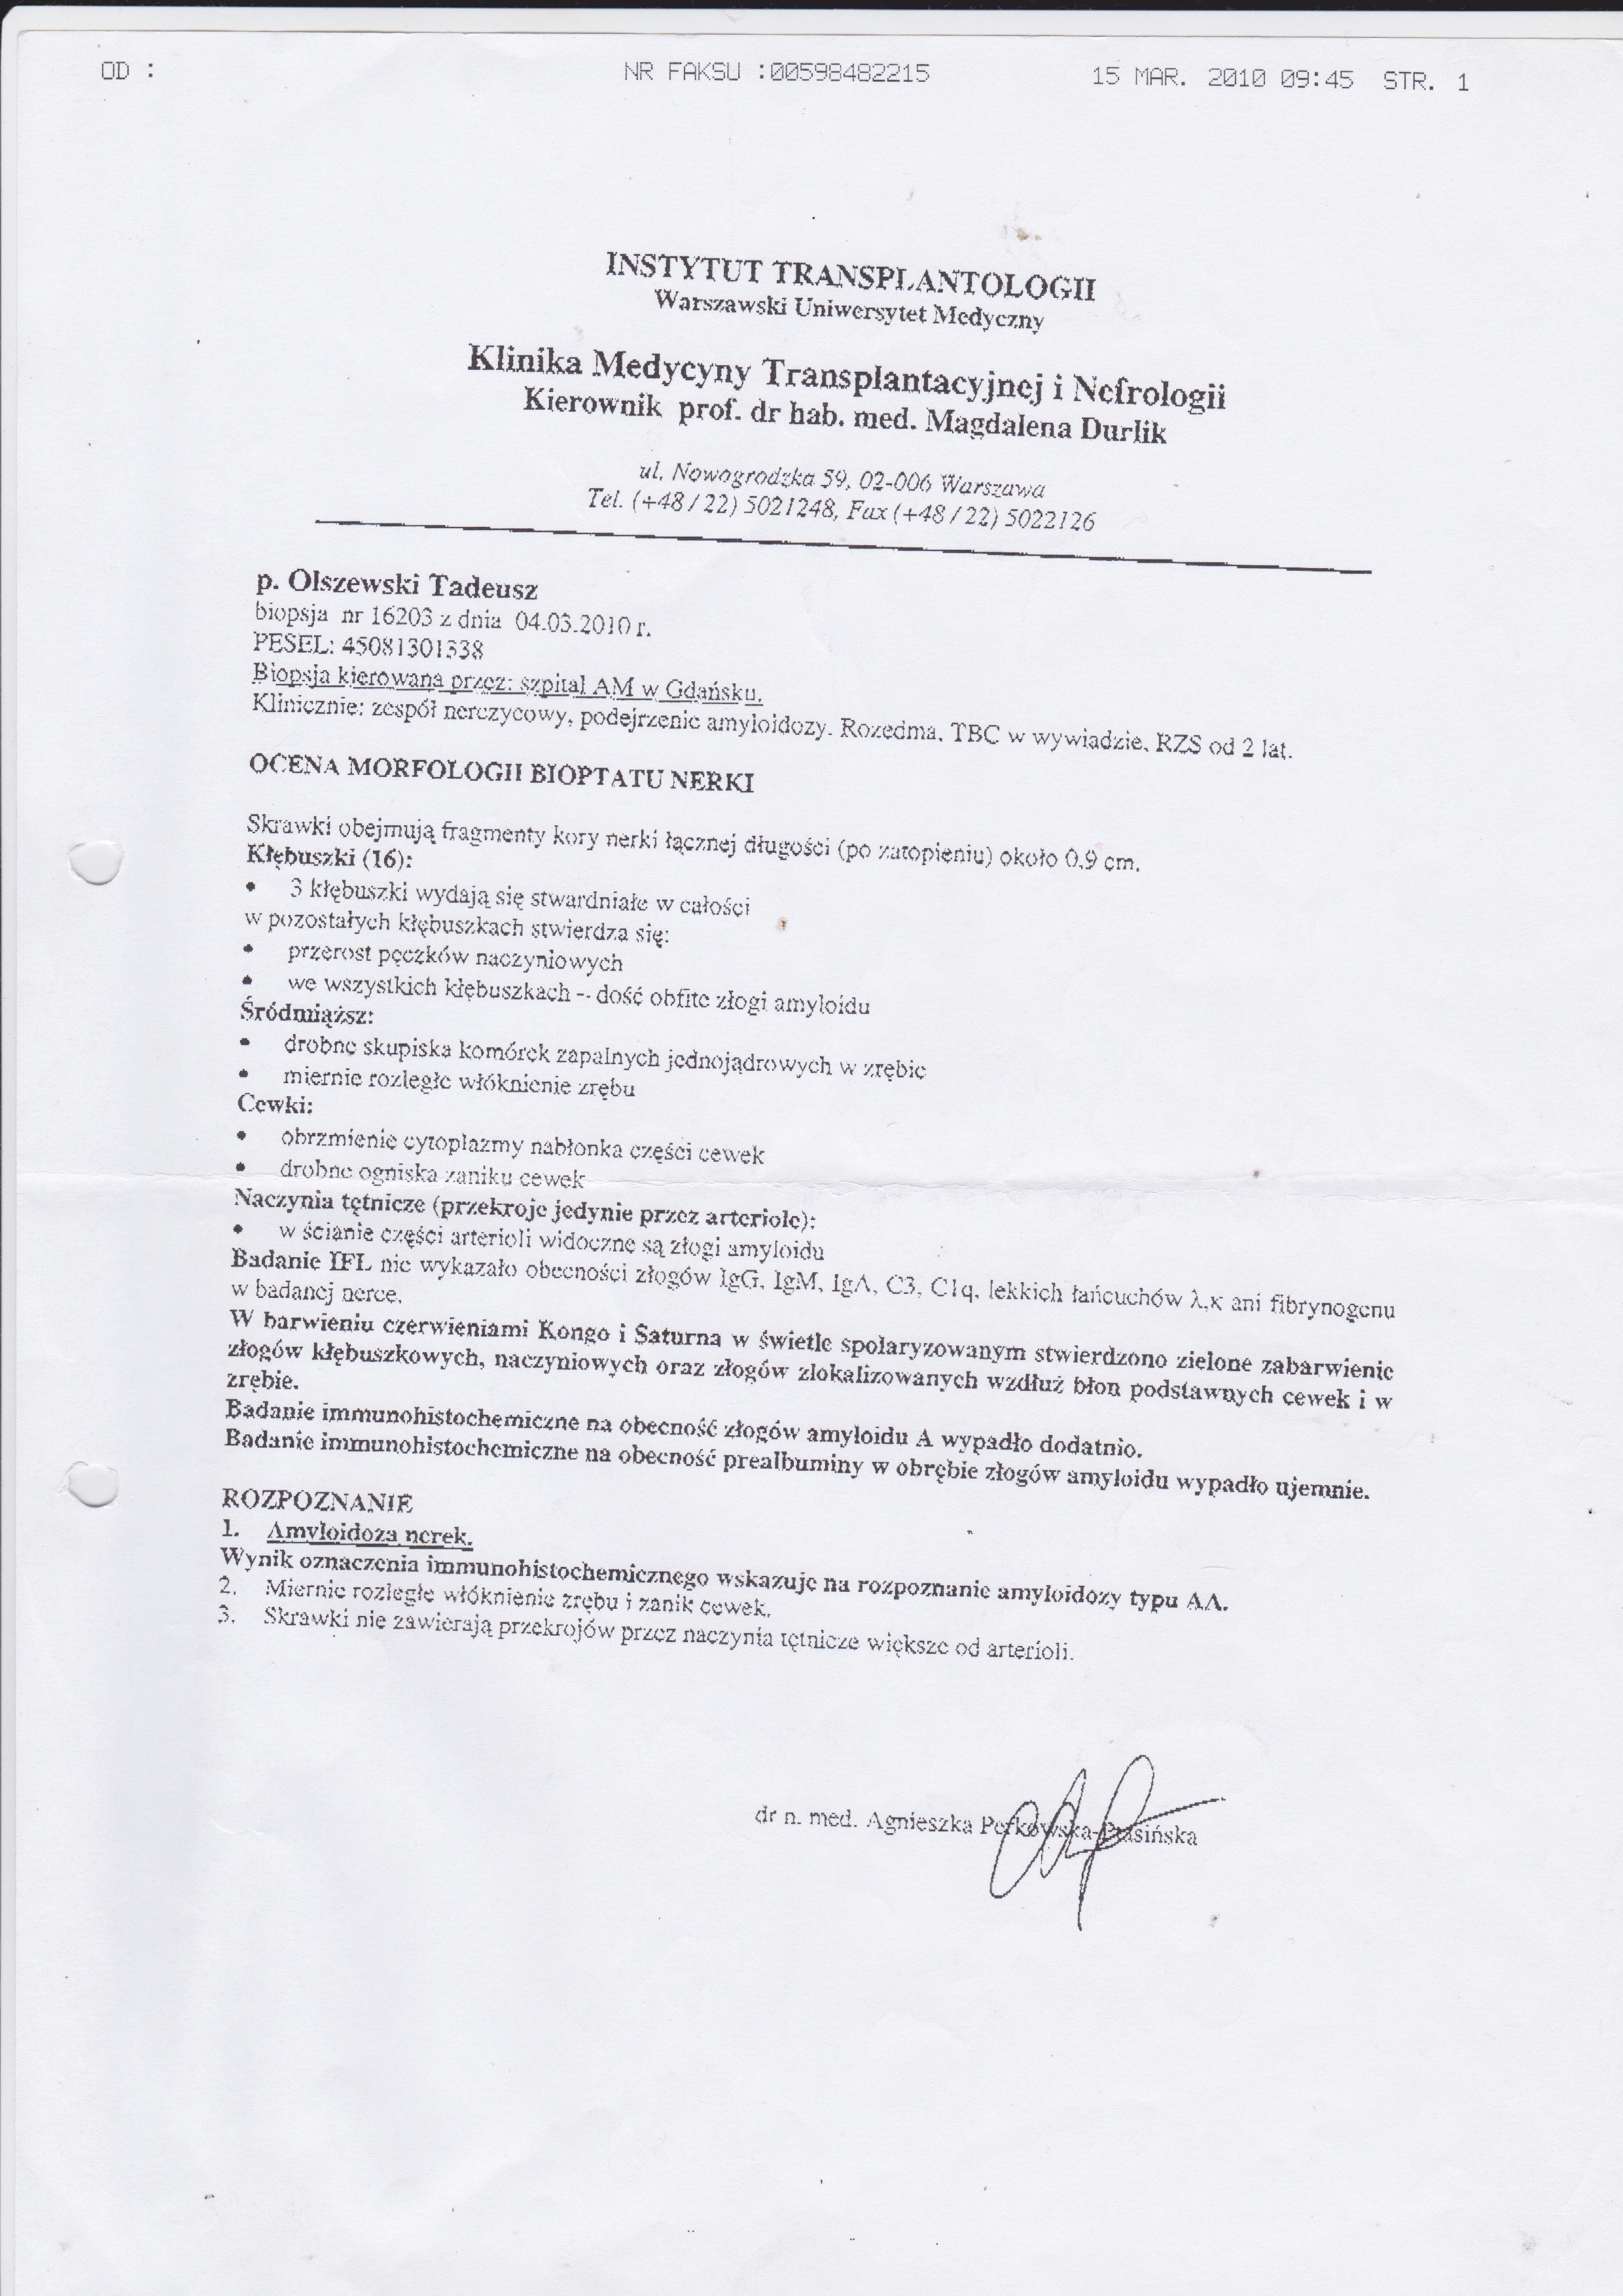 OD :
NR FAKSU :00598482215
15 MAR. 2010 09:45 STR. 1
INSTYTUT TRANSPLANTOLOGII
Warszawski Uniwersytet Medyczny
Klinika Medycyny Transplantacyjnej i Nefrologii
Kierownik prof. dr hab. med. Magdalena Durlik
ul. Nowogrodzka 59, 02-006 Warszawa
Tel. (+48 / 22) 5021248, Fax (+48 / 22) 5022126
p. Olszewski Tadeusz
biopsja nr 16203 z dnia 04.03.2010 r.
PESEL: 45081301338
Biopsja kierowana przez: szpital AM w Gdańsku.
Klinicznie: zespół nerczycowy, podejrzenie amyloidozy. Rozedma, TBC w wywiadzie, RZS od 2 lat.
OCENA MORFOLOGII BIOPTATU NERKI
Skrawki obejmują fragmenty kory nerki łącznej długości (po zatopieniu) około 0,9 cm.
Kłębuszki (16):
• 3 kłębuszki wydają się stwardniałe w całości
w pozostałych kłębuszkach stwierdza się:
• przerost pęczków naczyniowych
• we wszystkich kłębuszkach -- dość obfite złogi amyloidu
Śródmiąższ:
• drobne skupiska komórek zapalnych jednojądrowych w zrębie
• miernie rozległe włóknienie zrębu
Cewki:
• obrzmienie cytoplazmy nabłonka części cewek
• drobne ogniska zaniku cewek
Naczynia tętnicze (przekroje jedynie przez arteriole):
• w ścianie części arterioli widoczne są złogi amyloidu
Badanie IFL nie wykazało obecności złogów IgG, IgM, IgA, C3, C1q, lekkich łańcuchów λ,κ ani fibrynogenu
w badanej nerce.
W barwieniu czerwieniami Kongo i Saturna w świetle spolaryzowanym stwierdzono zielone zabarwienie
złogów kłębuszkowych, naczyniowych oraz złogów zlokalizowanych wzdłuż błon podstawnych cewek i w
zrębie.
Badanie immunohistochemiczne na obecność złogów amyloidu A wypadło dodatnio.
Badanie immunohistochemiczne na obecność prealbuminy w obrębie złogów amyloidu wypadło ujemnie.
ROZPOZNANIE
1. Amyloidoza nerek.
Wynik oznaczenia immunohistochemicznego wskazuje na rozpoznanie amyloidozy typu AA.
2. Miernie rozległe włóknienie zrębu i zanik cewek.
3. Skrawki nie zawierają przekrojów przez naczynia tętnicze większe od arterioli.
dr n. med. Agnieszka Perkowska-Ptasińska